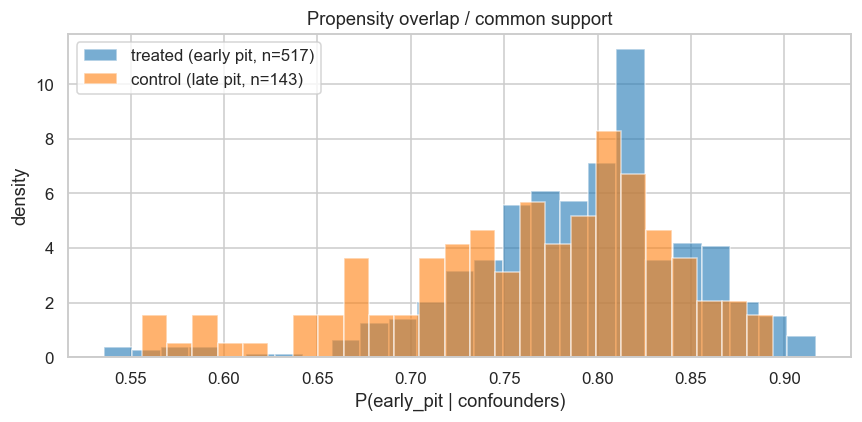 Propensity overlap / common support
treated (early pit, n=517)
control (late pit, n=143)
density
10
8
6
4
2
0
0.55 0.60 0.65 0.70 0.75 0.80 0.85 0.90
P(early_pit | confounders)